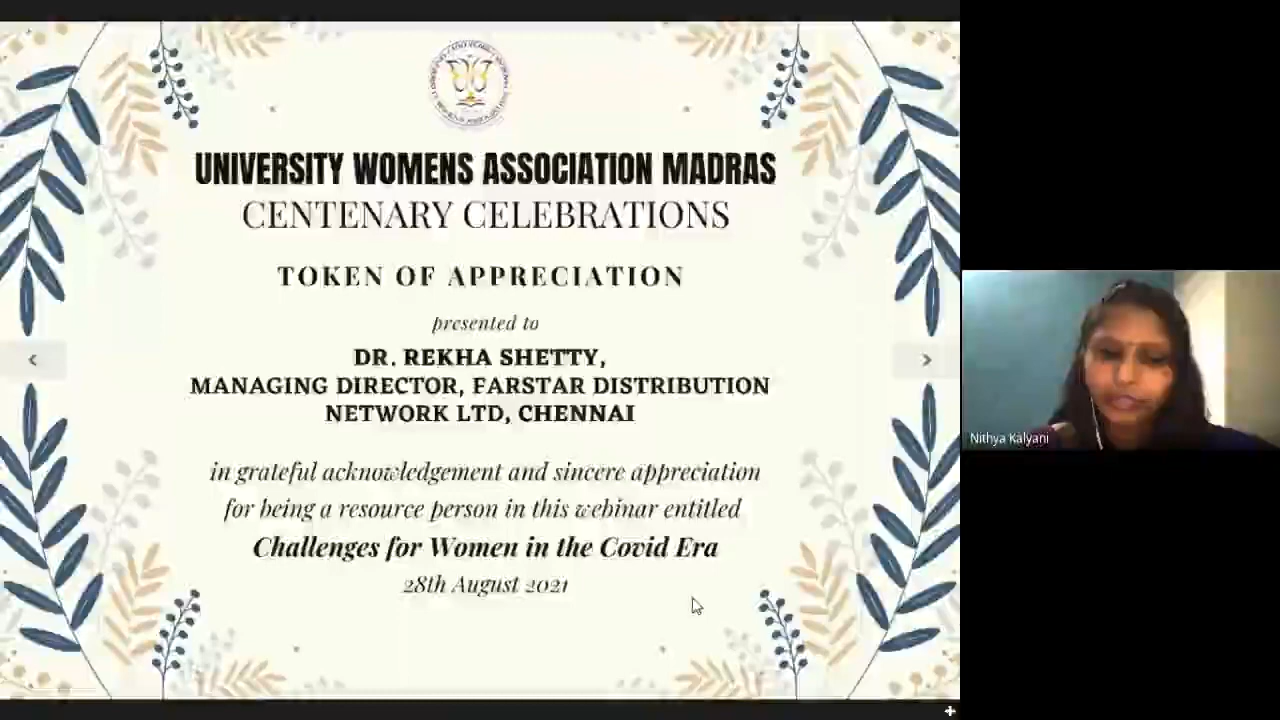 UNIVERSITY WOMENS ASSOCIATION MADRAS
CENTENARY CELEBRATIONS
TOKEN OF APPRECIATION
presented to
DR. REKHA SHETTY,
MANAGING DIRECTOR, FARSTAR DISTRIBUTION
NETWORK LTD, CHENNAI
in grateful acknowledgement and sincere appreciation
for being a resource person in this webinar entitled
Challenges for Women in the Covid Era
28th August 2021
Nithya Kalyani